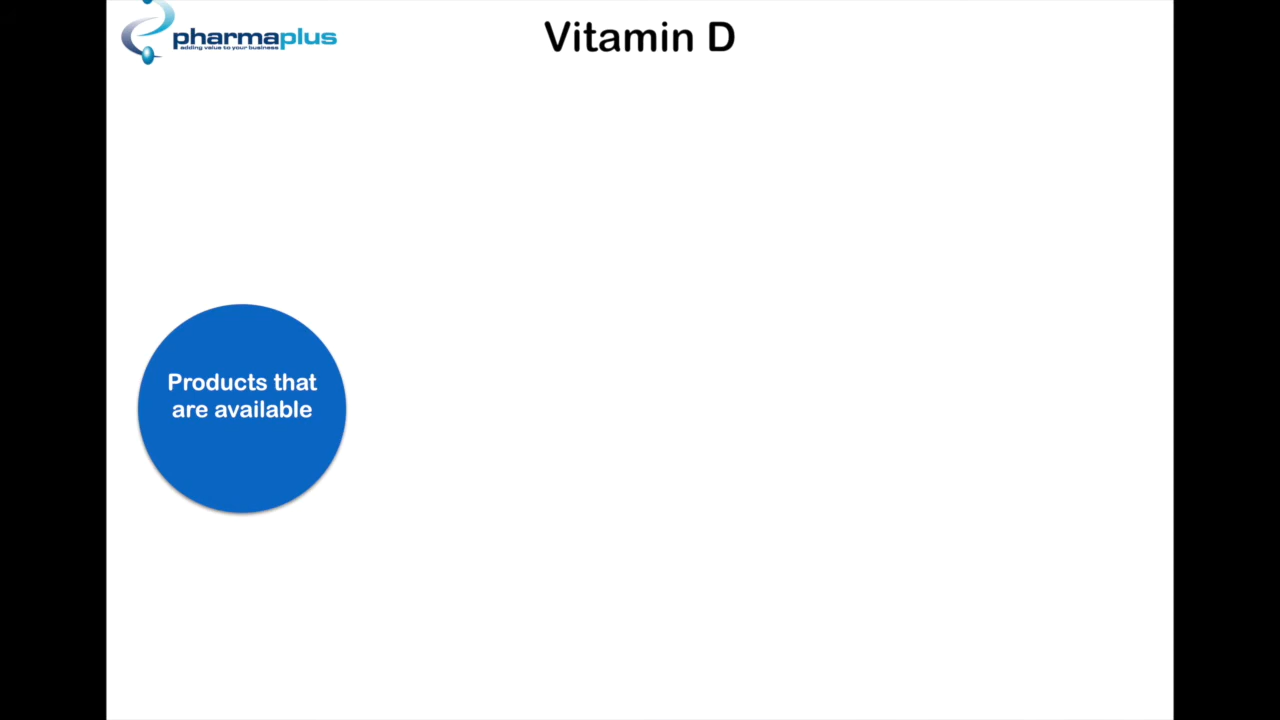 pharmaplus
adding value to your business
Vitamin D
Products that
are available